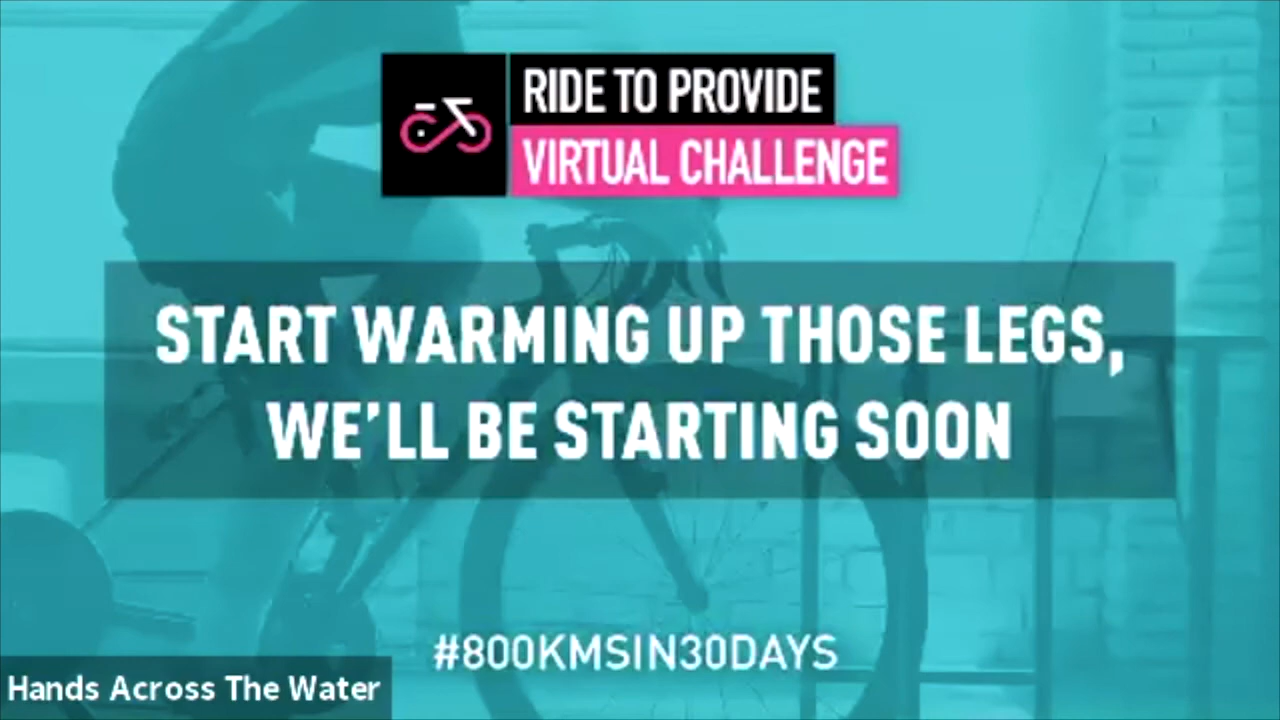 RIDE TO PROVIDE
VIRTUAL CHALLENGE
START WARMING UP THOSE LEGS,
WE'LL BE STARTING SOON
#800KMSIN30DAYS
Hands Across The Water